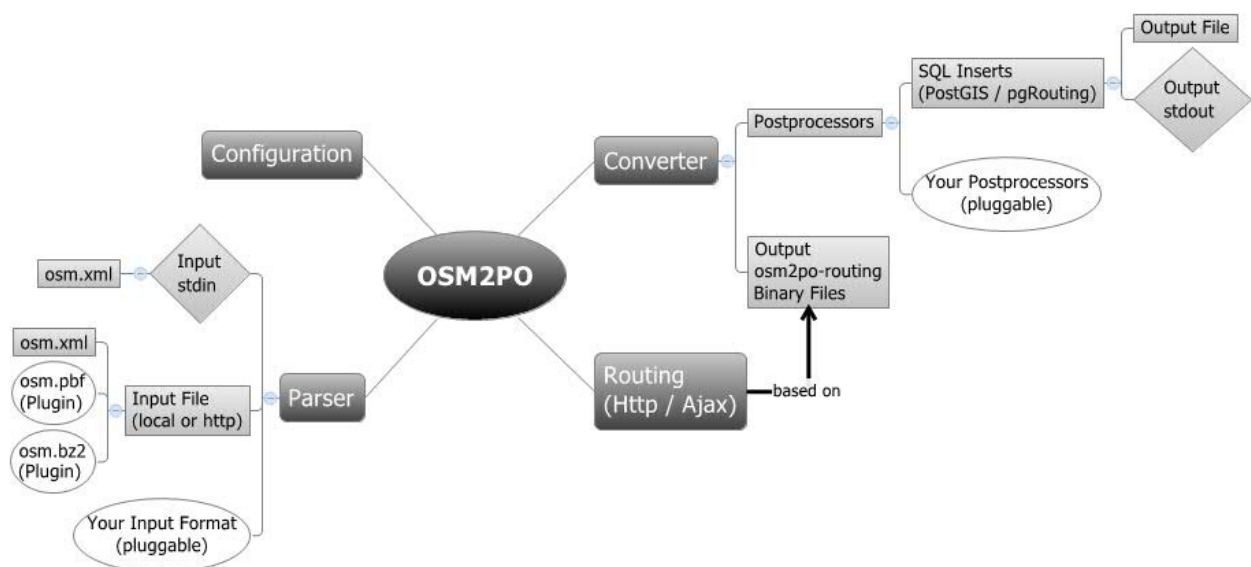 Configuration
OSM2PO
Converter
Postprocessors
SQL Inserts
(PostGIS / pgRouting)
Output File
Output
stdout
Your Postprocessors
(pluggable)
Output
osm2po-routing
Binary Files
Routing
(Http / Ajax)
based on
Parser
Input
stdin
osm.xml
Input File
(local or http)
osm.xml
osm.pbf
(Plugin)
osm.bz2
(Plugin)
Your Input Format
(pluggable)